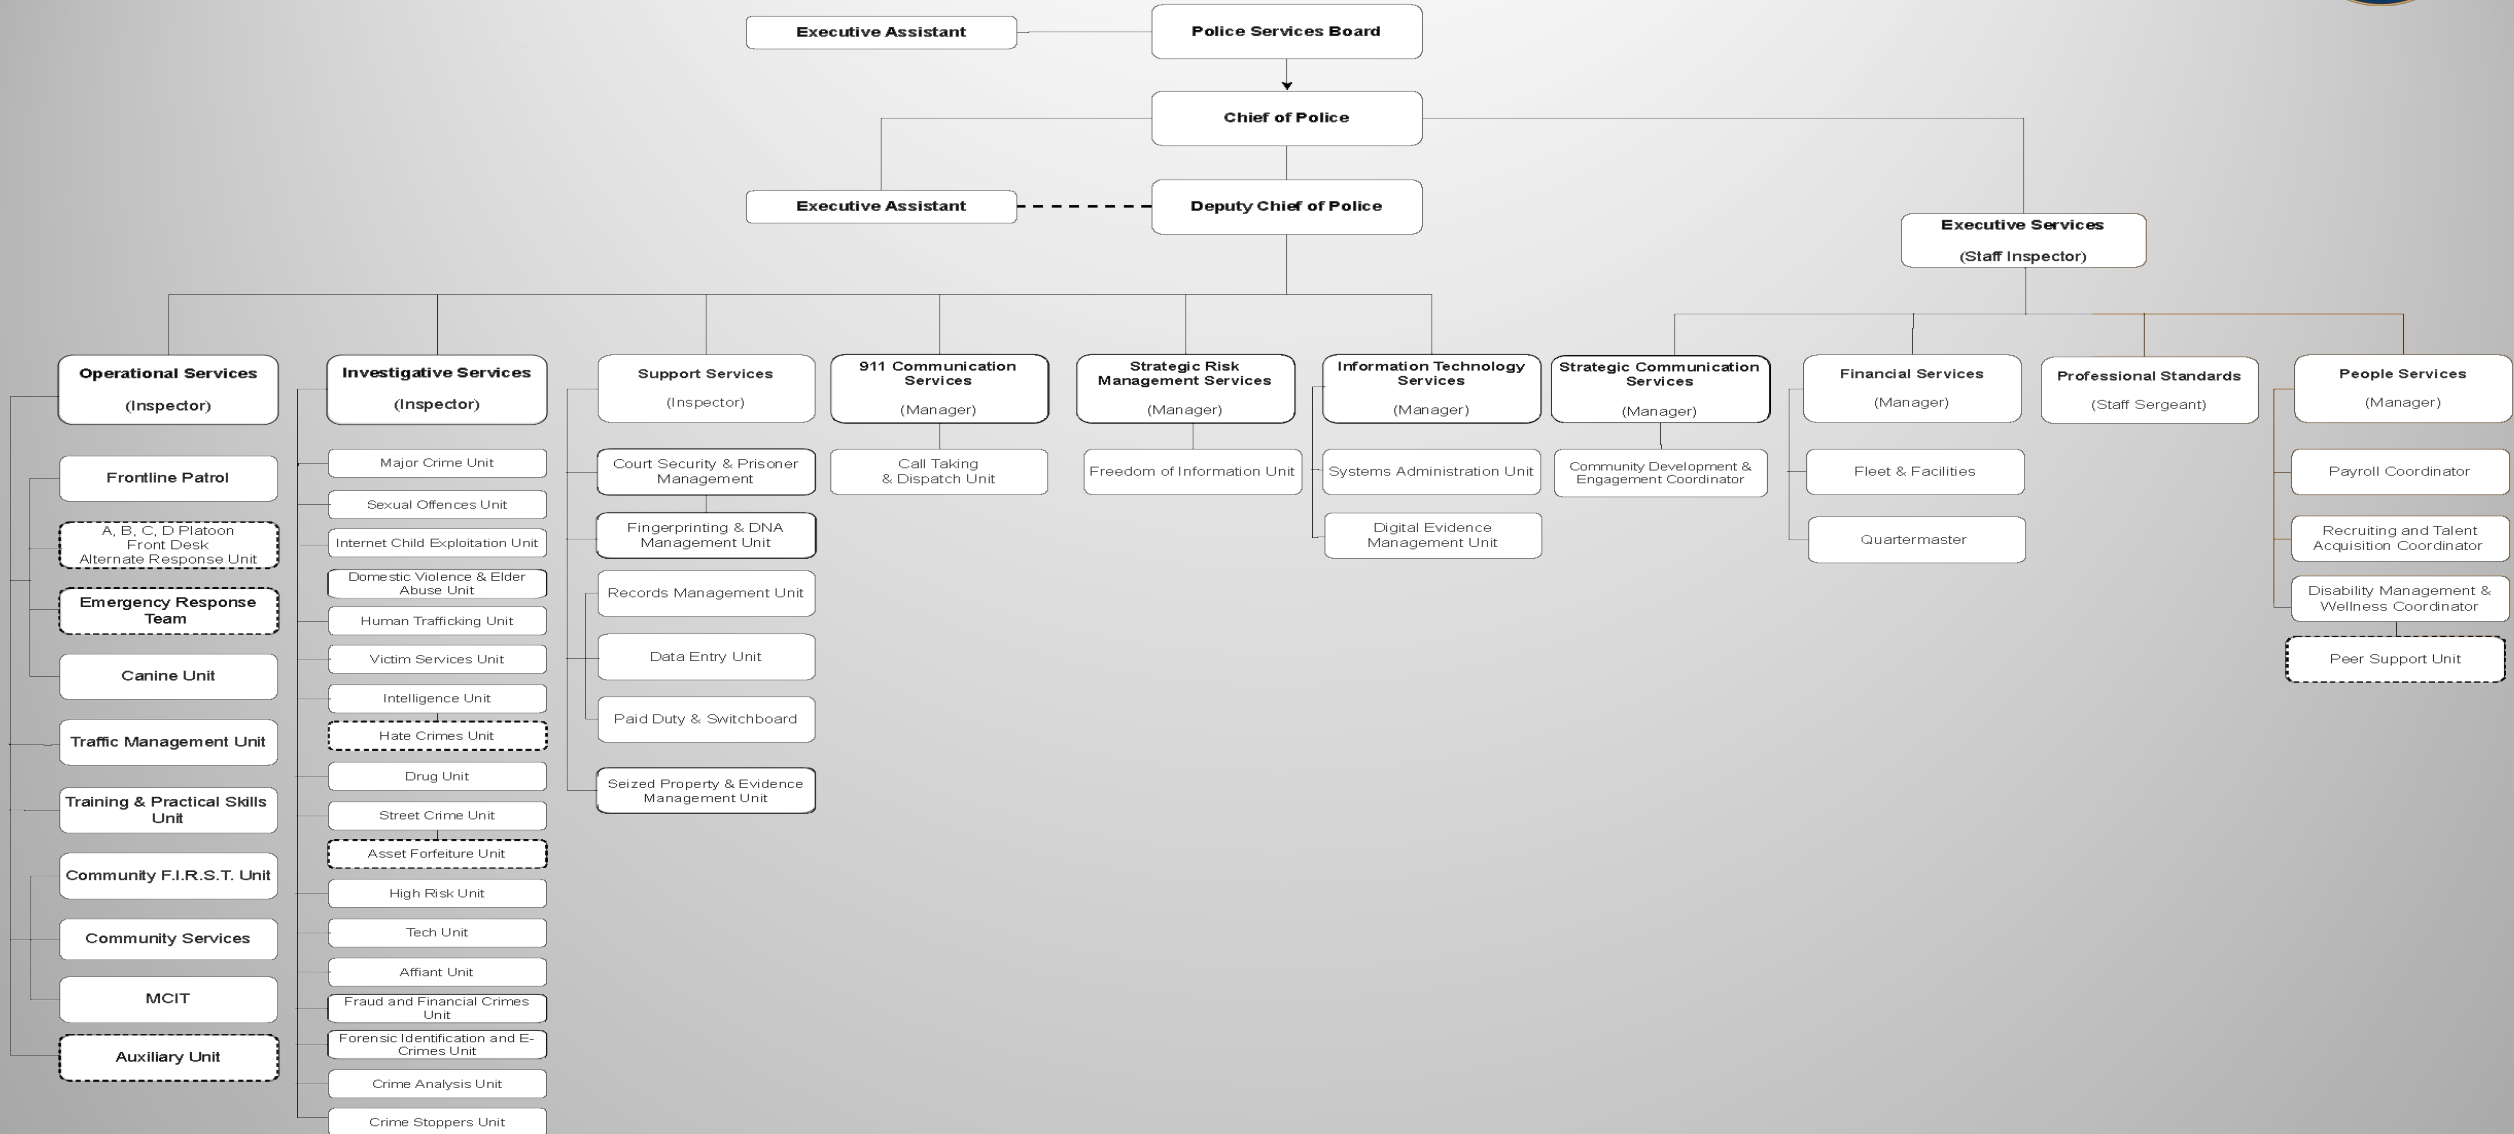 Executive Assistant
Police Services Board
Chief of Police
Executive Assistant
Deputy Chief of Police
Executive Services
(Staff Inspector)
Operational Services
(Inspector)
Frontline Patrol
A, B, C, D Platoon
Front Desk
Alternate Response Unit
Emergency Response
Team
Canine Unit
Traffic Management Unit
Training & Practical Skills
Unit
Community F.I.R.S.T. Unit
Community Services
MCIT
Auxiliary Unit
Investigative Services
(Inspector)
Major Crime Unit
Sexual Offences Unit
Internet Child Exploitation Unit
Domestic Violence & Elder
Abuse Unit
Human Trafficking Unit
Victim Services Unit
Intelligence Unit
Hate Crimes Unit
Drug Unit
Street Crime Unit
Asset Forfeiture Unit
High Risk Unit
Tech Unit
Affiant Unit
Fraud and Financial Crimes
Unit
Forensic Identification and E-
Crimes Unit
Crime Analysis Unit
Crime Stoppers Unit
Support Services
(Inspector)
Court Security & Prisoner
Management
Fingerprinting & DNA
Management Unit
Records Management Unit
Data Entry Unit
Paid Duty & Switchboard
Seized Property & Evidence
Management Unit
911 Communication
Services
(Manager)
Call Taking
& Dispatch Unit
Strategic Risk
Management Services
(Manager)
Freedom of Information Unit
Information Technology
Services
(Manager)
Systems Administration Unit
Digital Evidence
Management Unit
Strategic Communication
Services
(Manager)
Community Development &
Engagement Coordinator
Financial Services
(Manager)
Fleet & Facilities
Quartermaster
Professional Standards
(Staff Sergeant)
People Services
(Manager)
Payroll Coordinator
Recruiting and Talent
Acquisition Coordinator
Disability Management &
Wellness Coordinator
Peer Support Unit